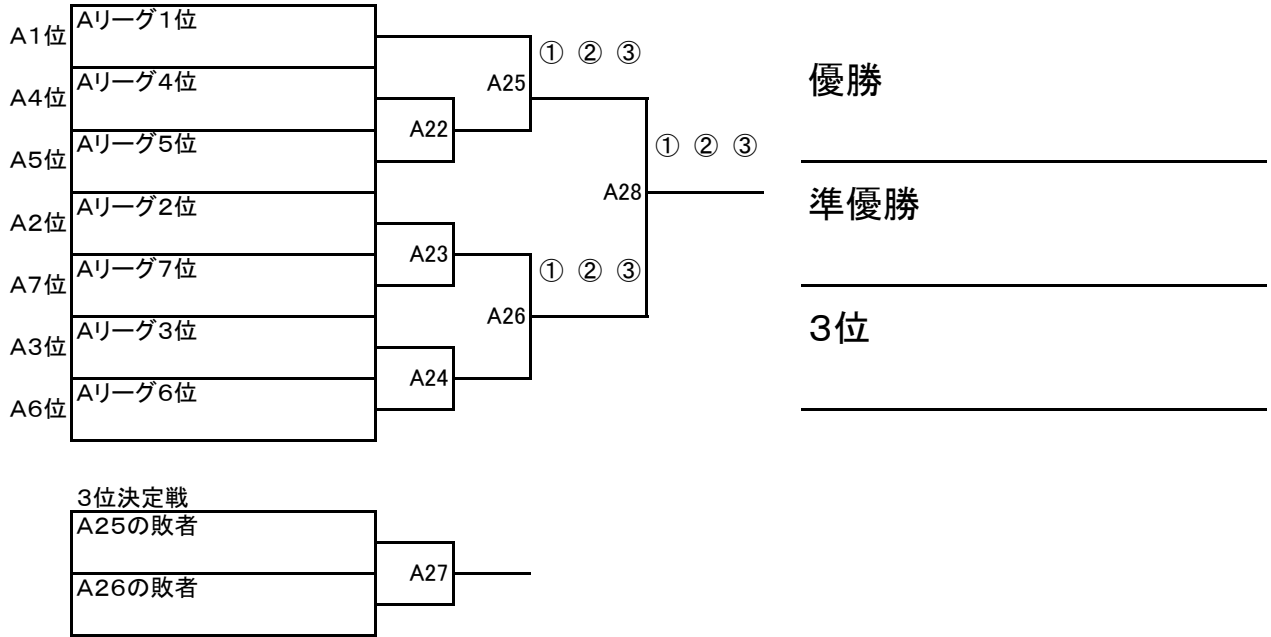 A1位 Aリーグ1位
① ② ③
A25
優勝
A4位 Aリーグ4位
A22
A5位 Aリーグ5位
① ② ③
A28
準優勝
A2位 Aリーグ2位
A23
① ② ③
A7位 Aリーグ7位
A26
3位
A3位 Aリーグ3位
A24
A6位 Aリーグ6位
3位決定戦
A25の敗者
A27
A26の敗者